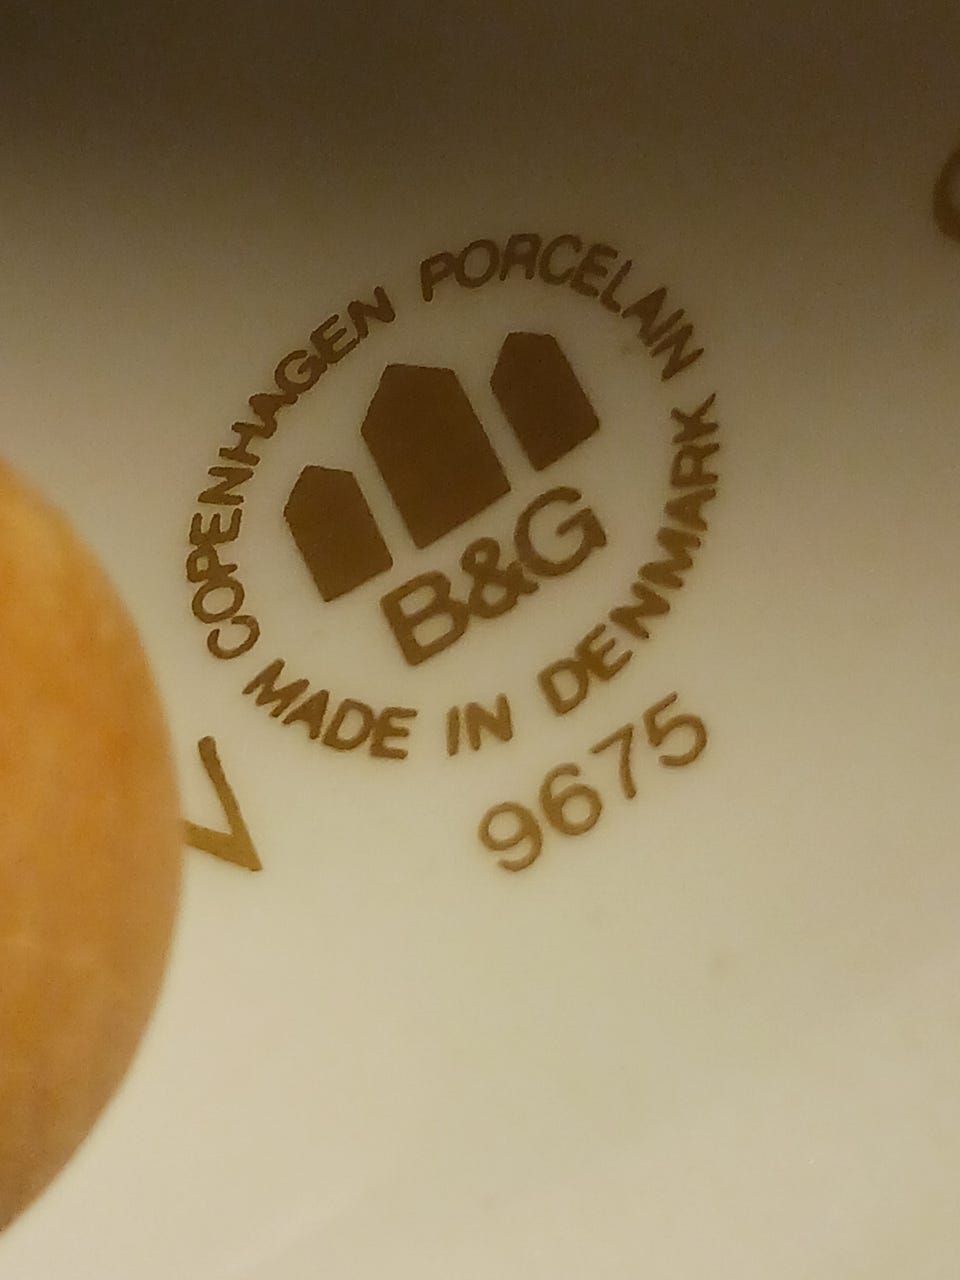 COPENHAGEN PORCELAIN
B&G
MADE IN DENMARK
9675
V